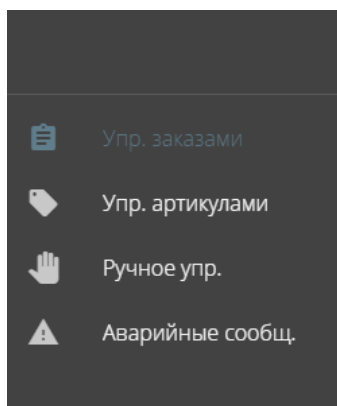 Упр. заказами
Упр. артикулами
Ручное упр.
Аварийные сообщ.